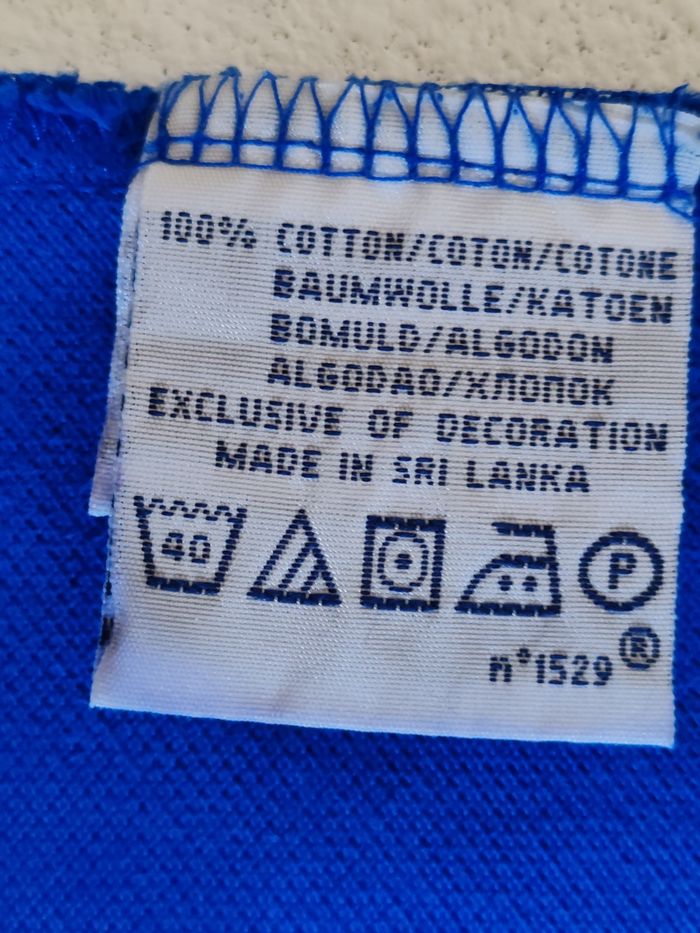 100% COTTON/COTON/COTONE
BAUMWOLLE/KATOEN
BOMULD/ALGODON
ALGODAO/ХЛОПОК
EXCLUSIVE OF DECORATION
MADE IN SRI LANKA
40
P
n°1529®